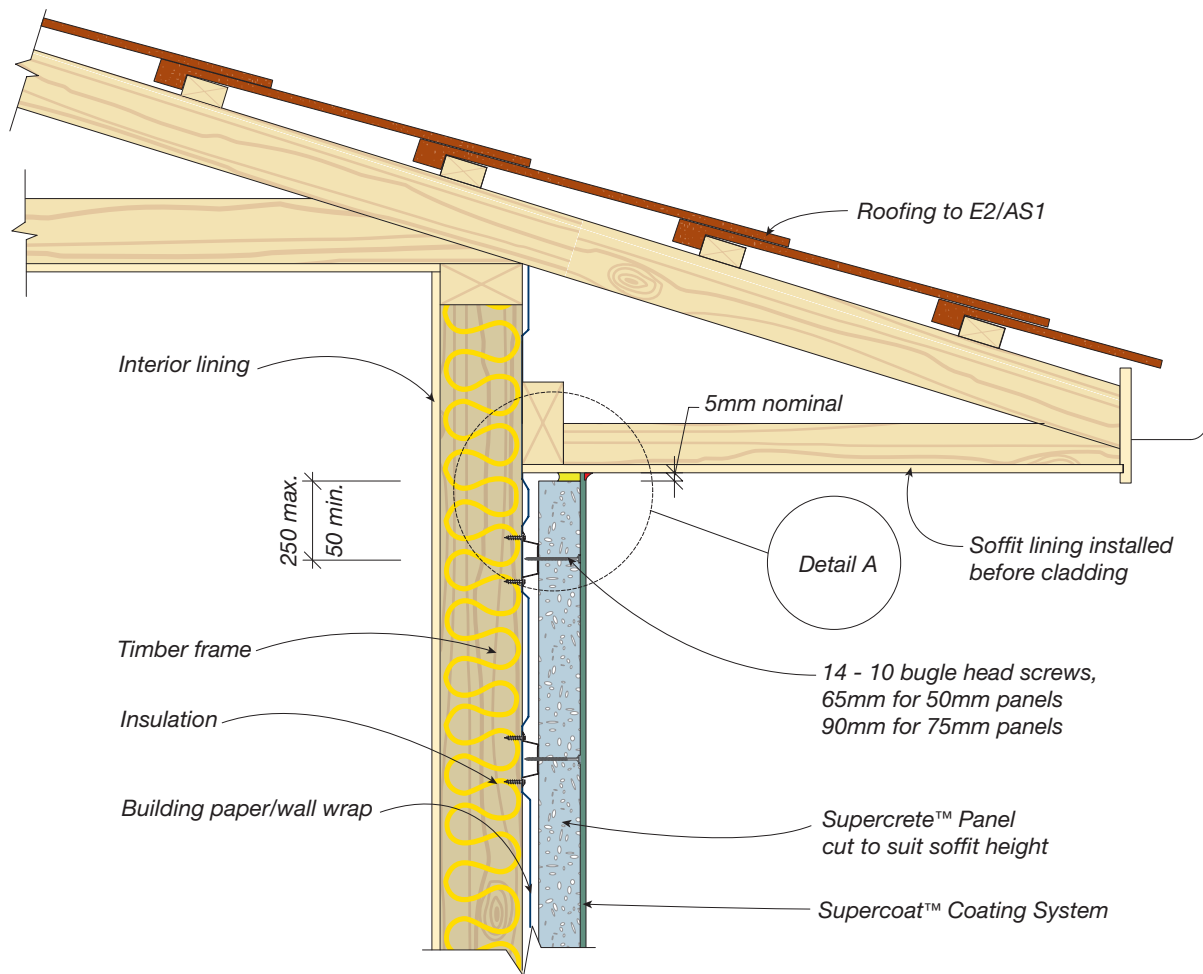 Roofing to E2/AS1
Interior lining
5mm nominal
250 max.
50 min.
Detail A
Soffit lining installed
before cladding
Timber frame
14 - 10 bugle head screws,
65mm for 50mm panels
90mm for 75mm panels
Insulation
Building paper/wall wrap
Supercrete™ Panel
cut to suit soffit height
Supercoat™ Coating System